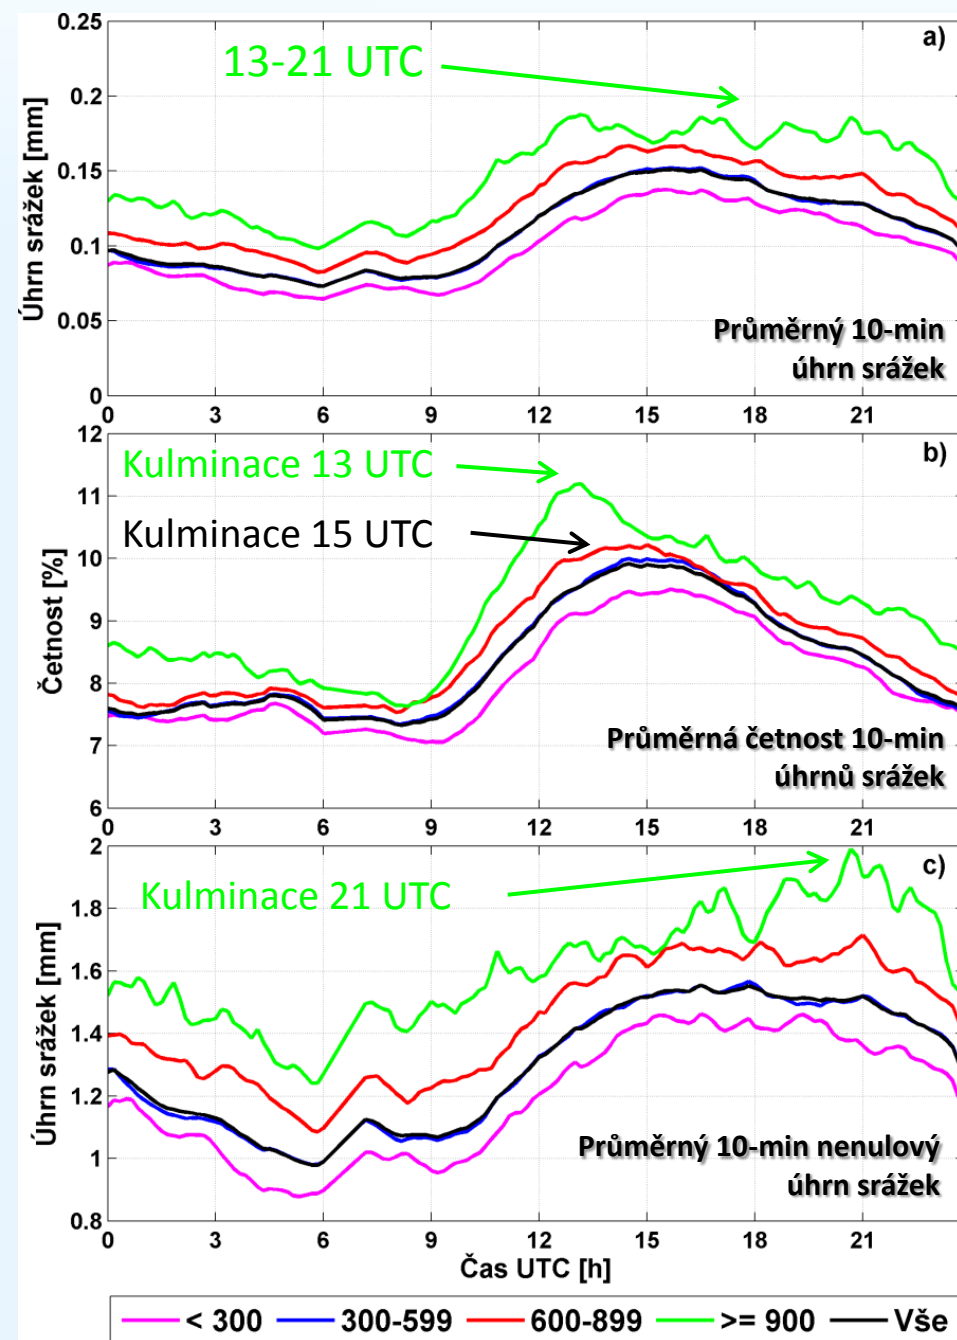 a)
13-21 UTC
Úhrn srážek [mm]
0.25
0.2
0.15
0.1
0.05
0
Průměrný 10-min
úhrn srážek
0 3 6 9 12 15 18 21
b)
Kulminace 13 UTC
Kulminace 15 UTC
Četnost [%]
12
11
10
9
8
7
6
Průměrná četnost 10-min
úhrnů srážek
0 3 6 9 12 15 18 21
c)
Kulminace 21 UTC
Úhrn srážek [mm]
2
1.8
1.6
1.4
1.2
1
0.8
Průměrný 10-min nenulový
úhrn srážek
0 3 6 9 12 15 18 21
Čas UTC [h]
< 300 300-599 600-899 >= 900 Vše